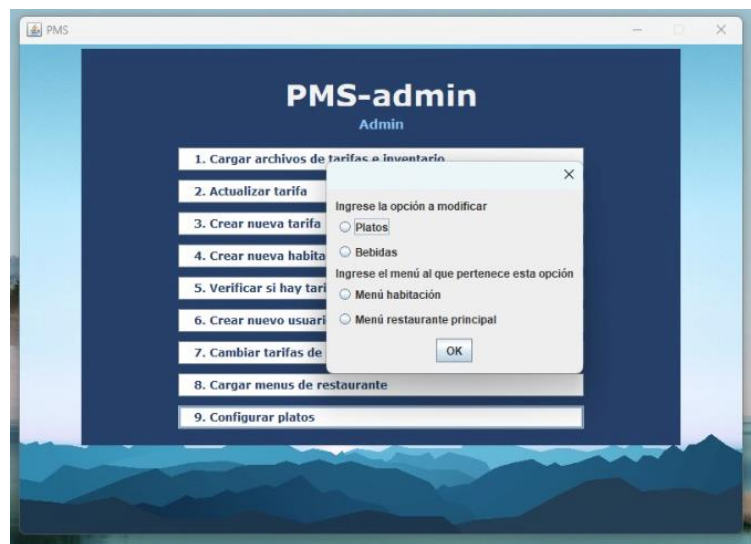 PMS
PMS-admin
Admin
1. Cargar archivos de tarifas e inventario
2. Actualizar tarifa
3. Crear nueva tarifa
4. Crear nueva habita
5. Verificar si hay tari
6. Crear nuevo usuari
7. Cambiar tarifas de
8. Cargar menus de restaurante
9. Configurar platos
Ingrese la opción a modificar
Platos
Bebidas
Ingrese el menú al que pertenece esta opción
Menú habitación
Menú restaurante principal
OK